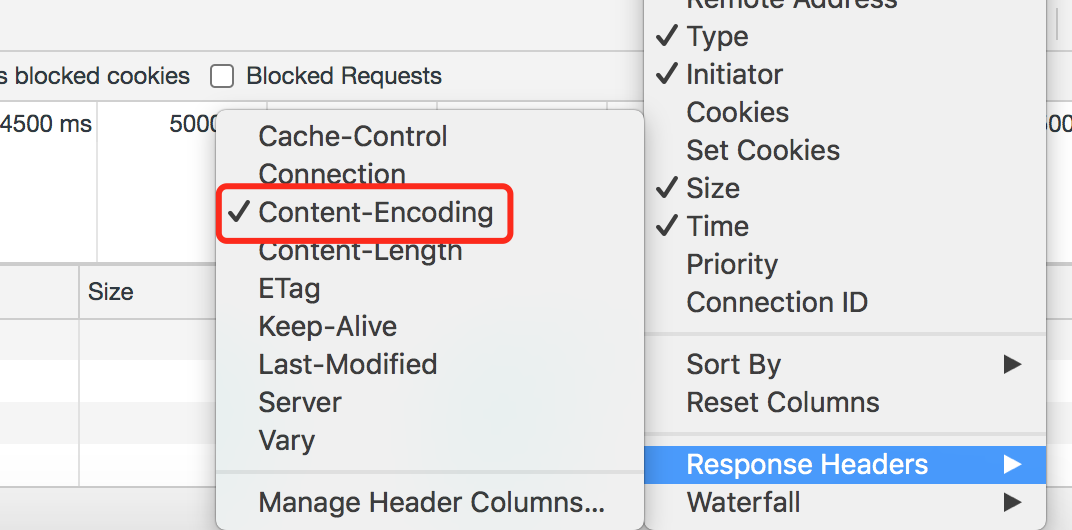 Remote Address
Type
Initiator
Cookies
Set Cookies
Size
Time
Priority
Connection ID
Sort By
Reset Columns
Response Headers
Waterfall
s blocked cookies
Blocked Requests
4500 ms
5000
00
Cache-Control
Connection
Content-Encoding
Content-Length
ETag
Keep-Alive
Last-Modified
Server
Vary
Manage Header Columns...
Size